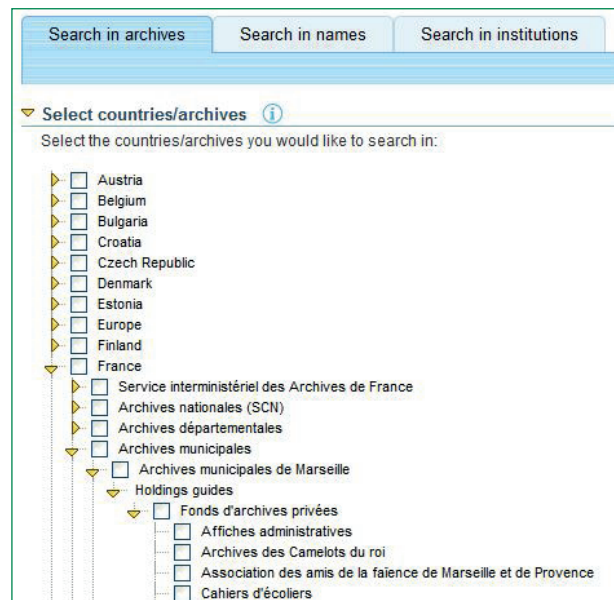 Search in archives Search in names Search in institutions
Select countries/archives i
Select the countries/archives you would like to search in:
Austria
Belgium
Bulgaria
Croatia
Czech Republic
Denmark
Estonia
Europe
Finland
France
Service interministériel des Archives de France
Archives nationales (SCN)
Archives départementales
Archives municipales
Archives municipales de Marseille
Holdings guides
Fonds d'archives privées
Affiches administratives
Archives des Camelots du roi
Association des amis de la faïence de Marseille et de Provence
Cahiers d'écoliers